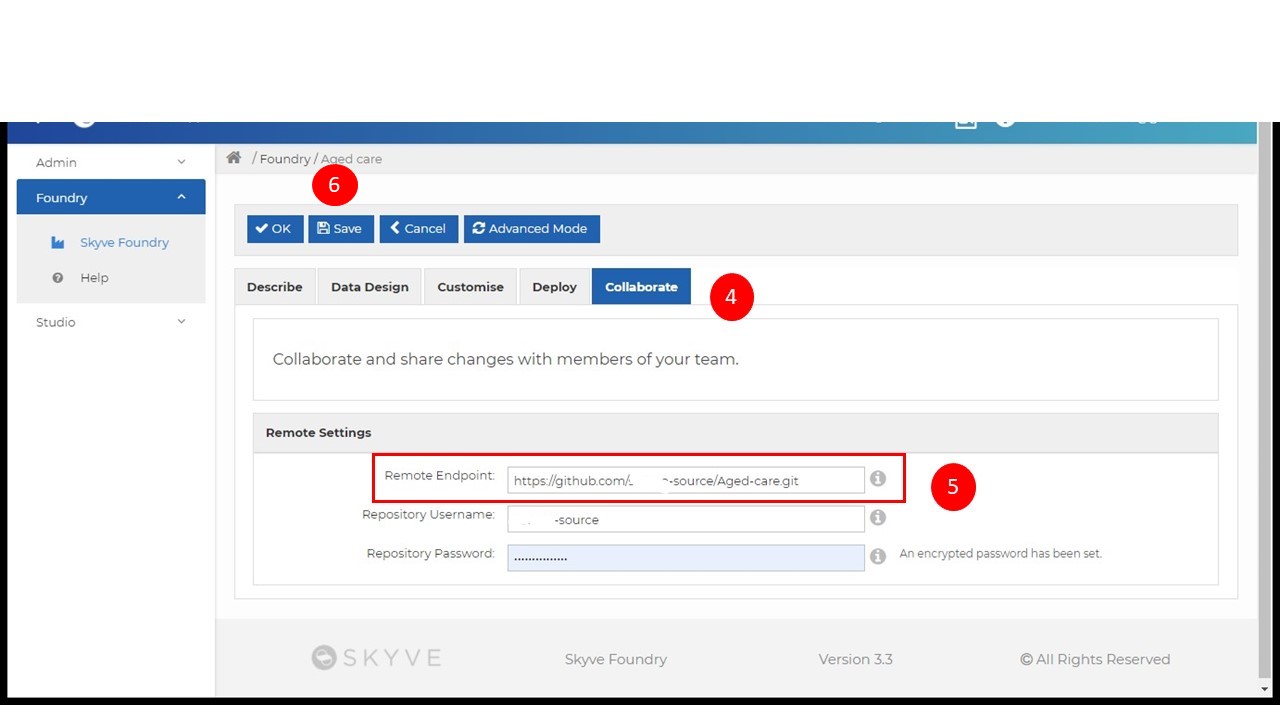 Admin
/ Foundry / Aged care
6
Foundry
OK Save Cancel Advanced Mode
Skyve Foundry
Help
Studio
Describe Data Design Customise Deploy Collaborate
4
Collaborate and share changes with members of your team.
Remote Settings
Remote Endpoint: https://github.com/ -source/Aged-care.git
5
Repository Username: -source
Repository Password: ............... An encrypted password has been set.
SKYVE Skyve Foundry Version 3.3 © All Rights Reserved